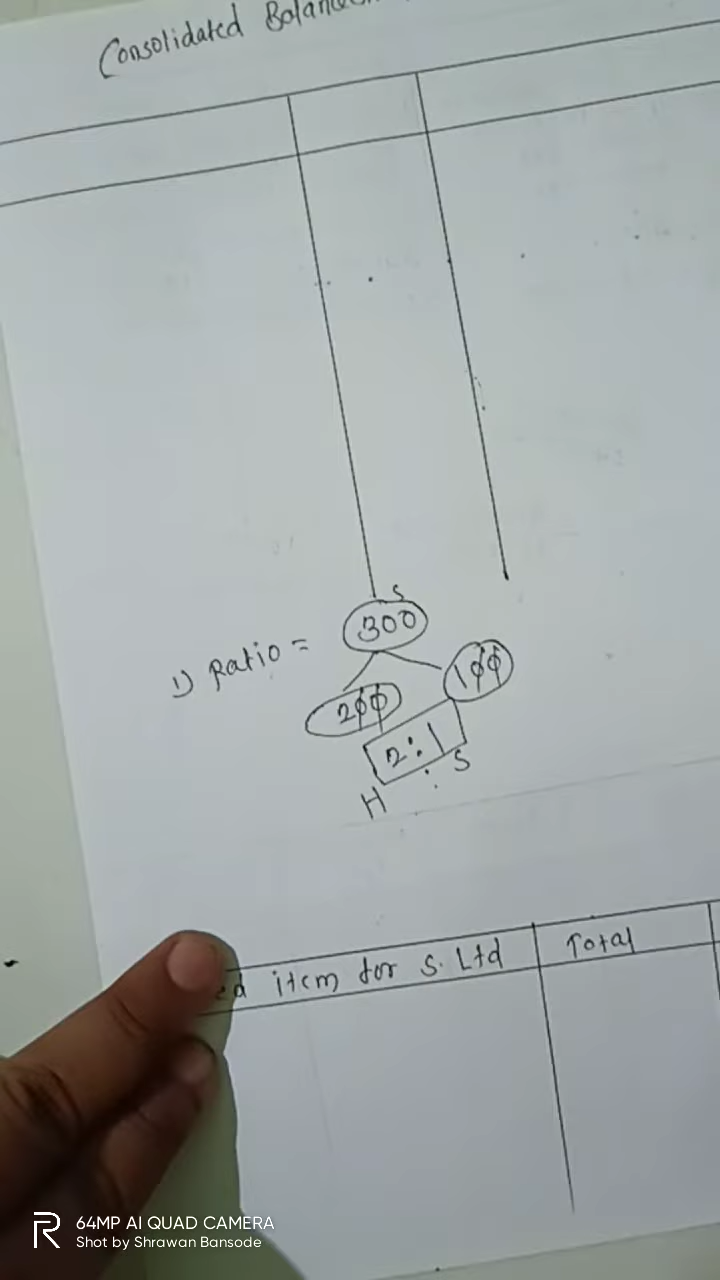 Consolidated
S
300
1) Ratio =
200 100
2:1
H : S
ed item for S. Ltd Total
64MP AI QUAD CAMERA
Shot by Shrawan Bansode